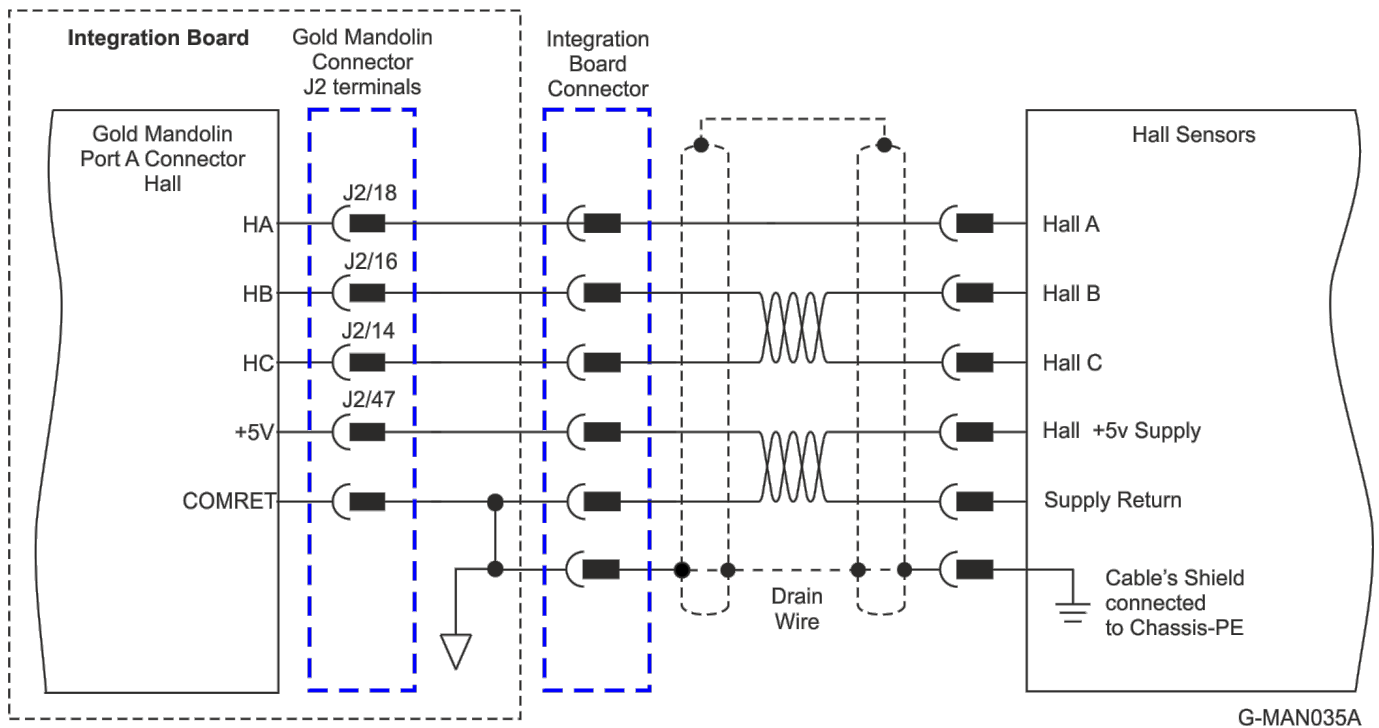 Integration Board
Gold Mandolin
Connector
J2 terminals
Integration
Board
Connector
Gold Mandolin
Port A Connector
Hall
Hall Sensors
J2/18
HA
Hall A
J2/16
HB
Hall B
J2/14
HC
Hall C
J2/47
+5V
Hall +5v Supply
COMRET
Supply Return
Drain
Wire
Cable's Shield
connected
to Chassis-PE
G-MAN035A